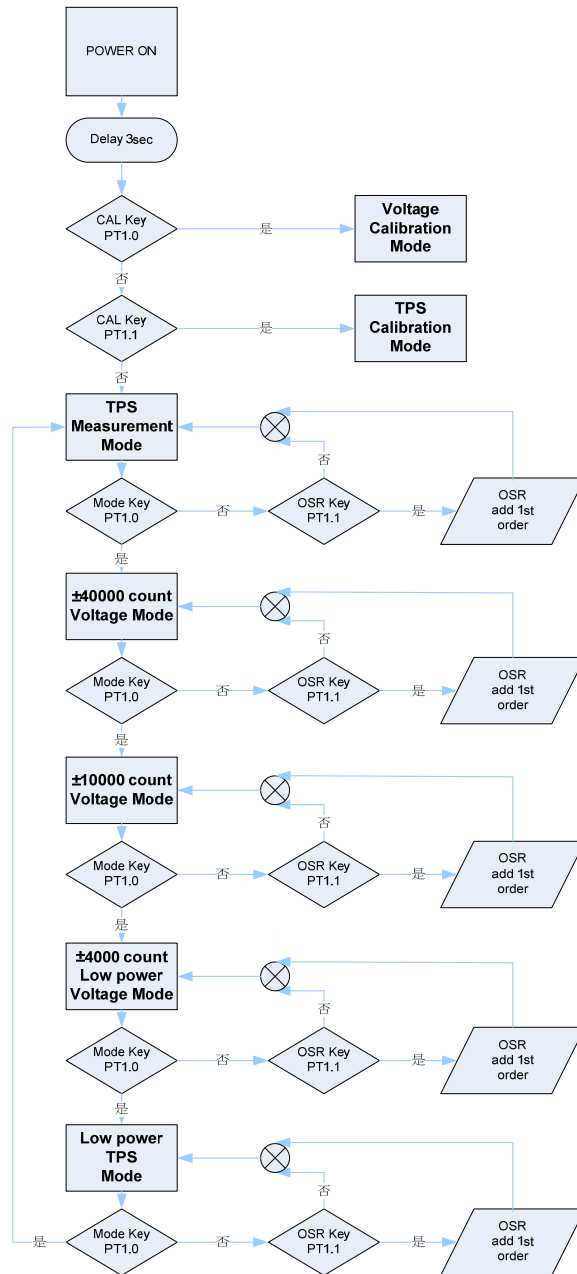 POWER ON
Delay 3sec
CAL Key
PT1.0
是
Voltage
Calibration
Mode
否
CAL Key
PT1.1
是
TPS
Calibration
Mode
否
TPS
Measurement
Mode
否
Mode Key
PT1.0
否
OSR Key
PT1.1
是
OSR
add 1st
order
是
±40000 count
Voltage Mode
否
Mode Key
PT1.0
否
OSR Key
PT1.1
是
OSR
add 1st
order
是
±10000 count
Voltage Mode
否
Mode Key
PT1.0
否
OSR Key
PT1.1
是
OSR
add 1st
order
是
±4000 count
Low power
Voltage Mode
否
Mode Key
PT1.0
否
OSR Key
PT1.1
是
OSR
add 1st
order
是
Low power
TPS
Mode
否
是
Mode Key
PT1.0
否
OSR Key
PT1.1
是
OSR
add 1st
order